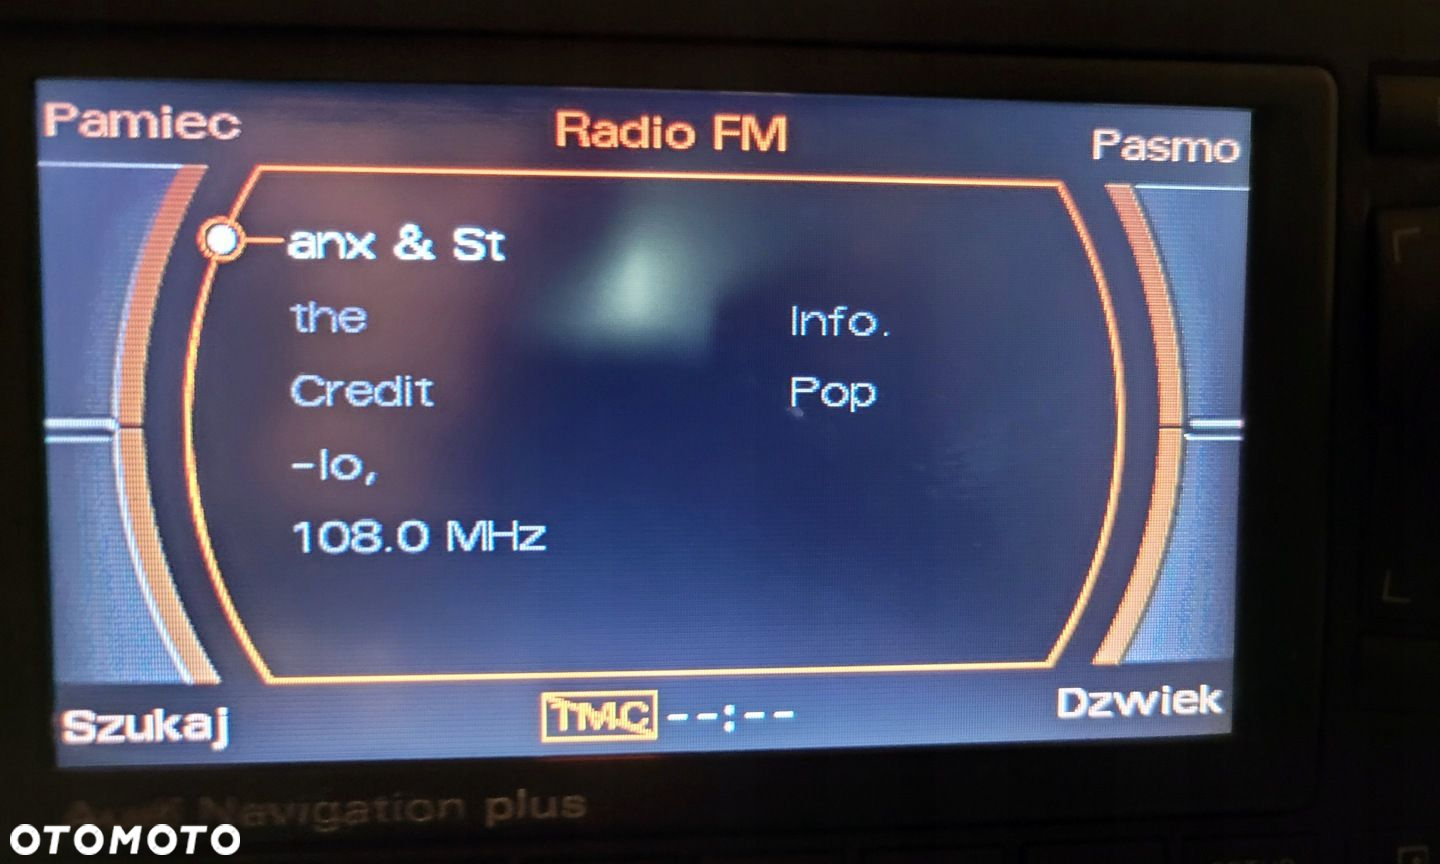 Pamiec Radio FM Pasmo
anx & St
the Info.
Credit Pop
-lo,
108.0 MHz
Szukaj TMC --:-- Dzwiek
Audi Navigation plus
OTOMOTO